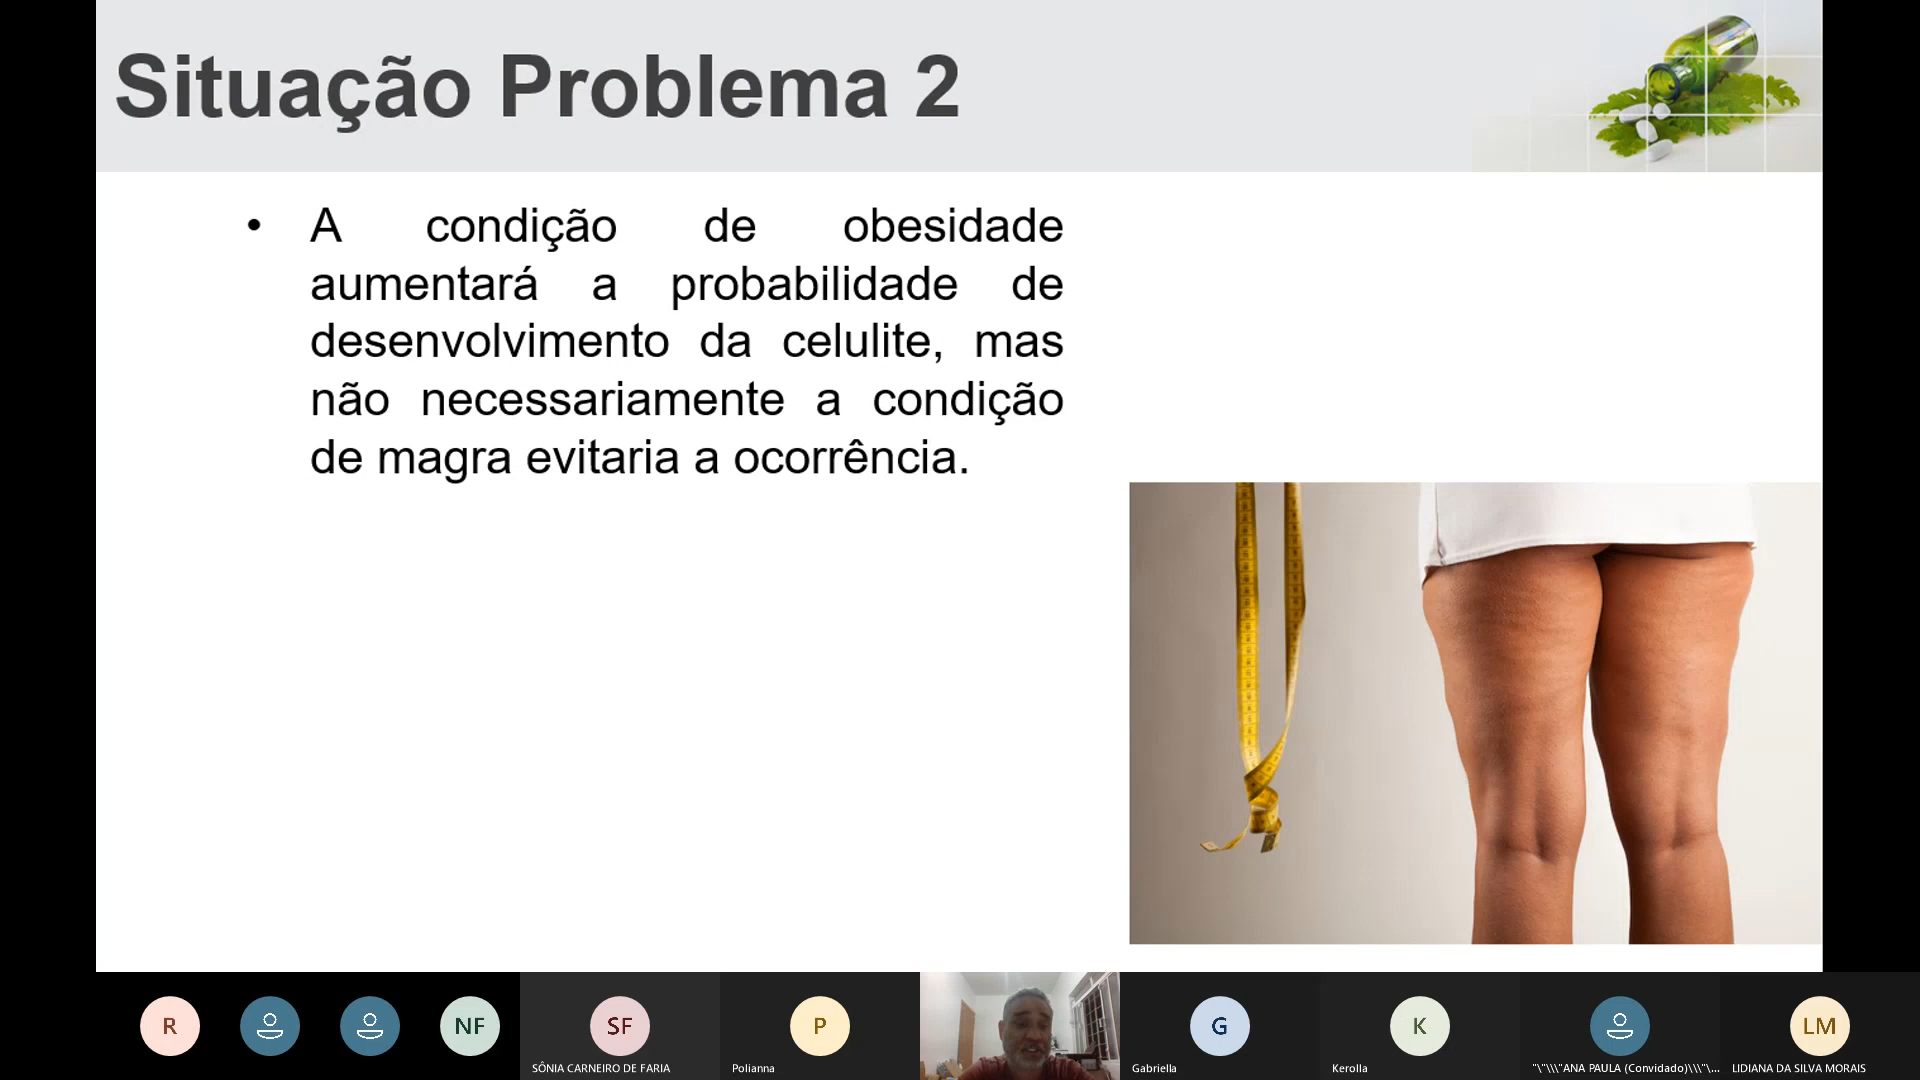 Situação Problema 2
• A condição de obesidade
aumentará a probabilidade de
desenvolvimento da celulite, mas
não necessariamente a condição
de magra evitaria a ocorrência.
R
NF
SF
P
G
K
LM
SÔNIA CARNEIRO DE FARIA
Polianna
Gabriella
Kerolla
"\"\\\"ANA PAULA (Convidado)\\\"\...
LIDIANA DA SILVA MORAIS